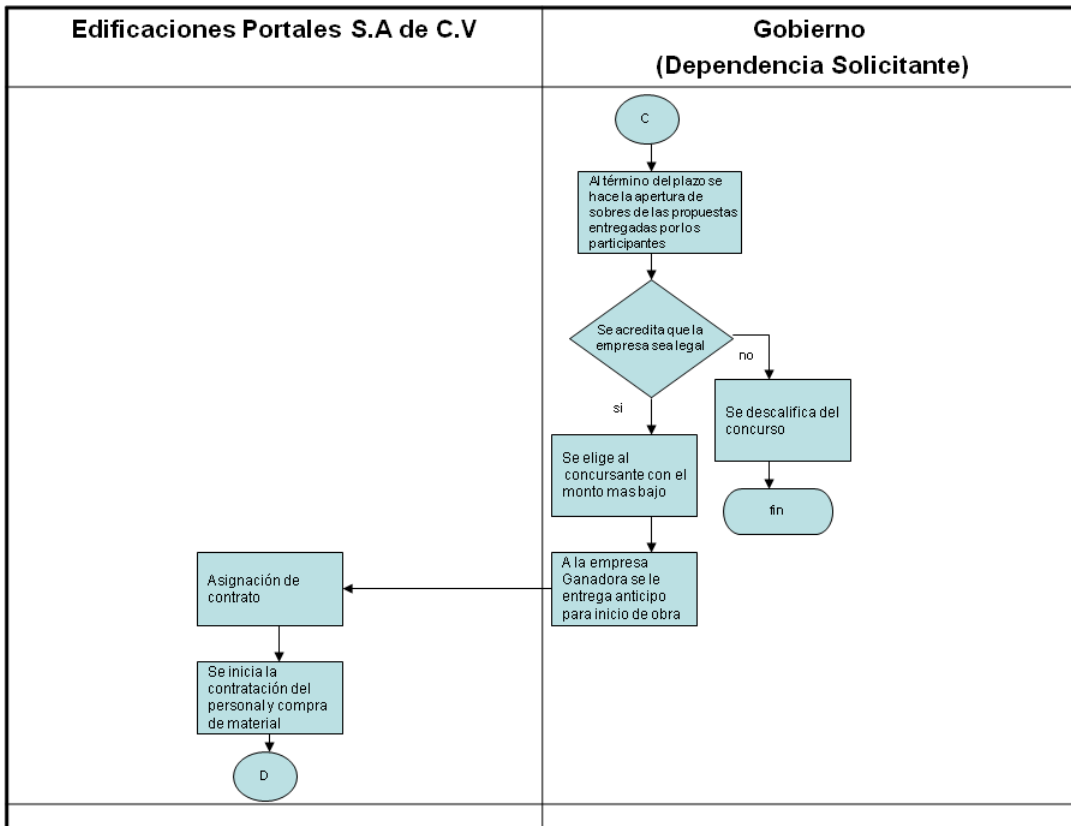 Edificaciones Portales S.A de C.V
Gobierno
(Dependencia Solicitante)
C
Al término del plazo se
hace la apertura de
sobres de las propuestas
entregadas por los
participantes
Se acredita que la
empresa sea legal
no
si
Se descalifica del
concurso
Se elige al
concursante con el
monto mas bajo
fin
A la empresa
Ganadora se le
entrega anticipo
para inicio de obra
Asignación de
contrato
Se inicia la
contratación del
personal y compra
de material
D